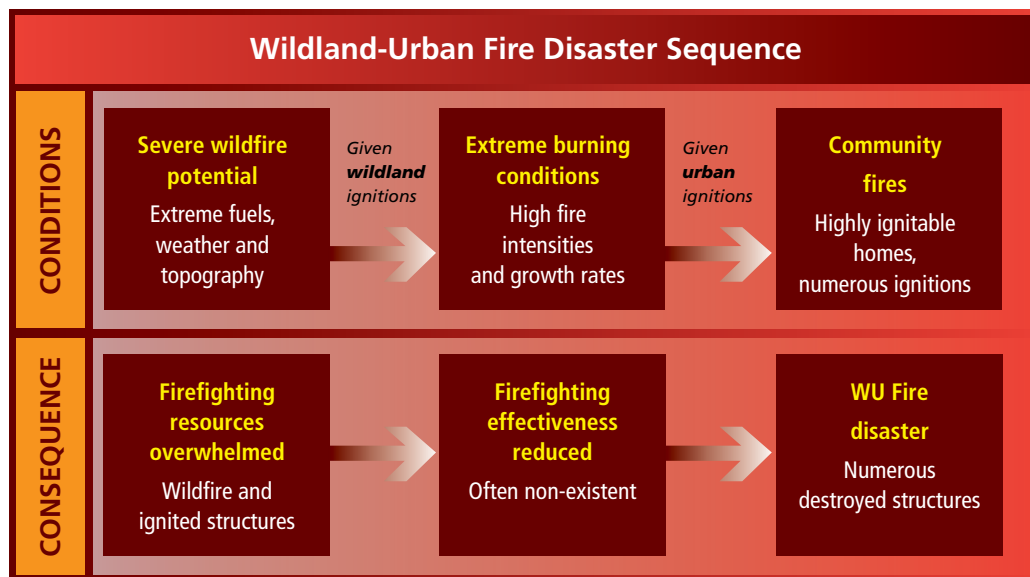 Wildland-Urban Fire Disaster Sequence
CONDITIONS
Severe wildfire
potential
Extreme fuels,
weather and
topography
Given
wildland
ignitions
Extreme burning
conditions
High fire
intensities
and growth rates
Given
urban
ignitions
Community
fires
Highly ignitable
homes,
numerous ignitions
CONSEQUENCE
Firefighting
resources
overwhelmed
Wildfire and
ignited structures
Firefighting
effectiveness
reduced
Often non-existent
WU Fire
disaster
Numerous
destroyed structures